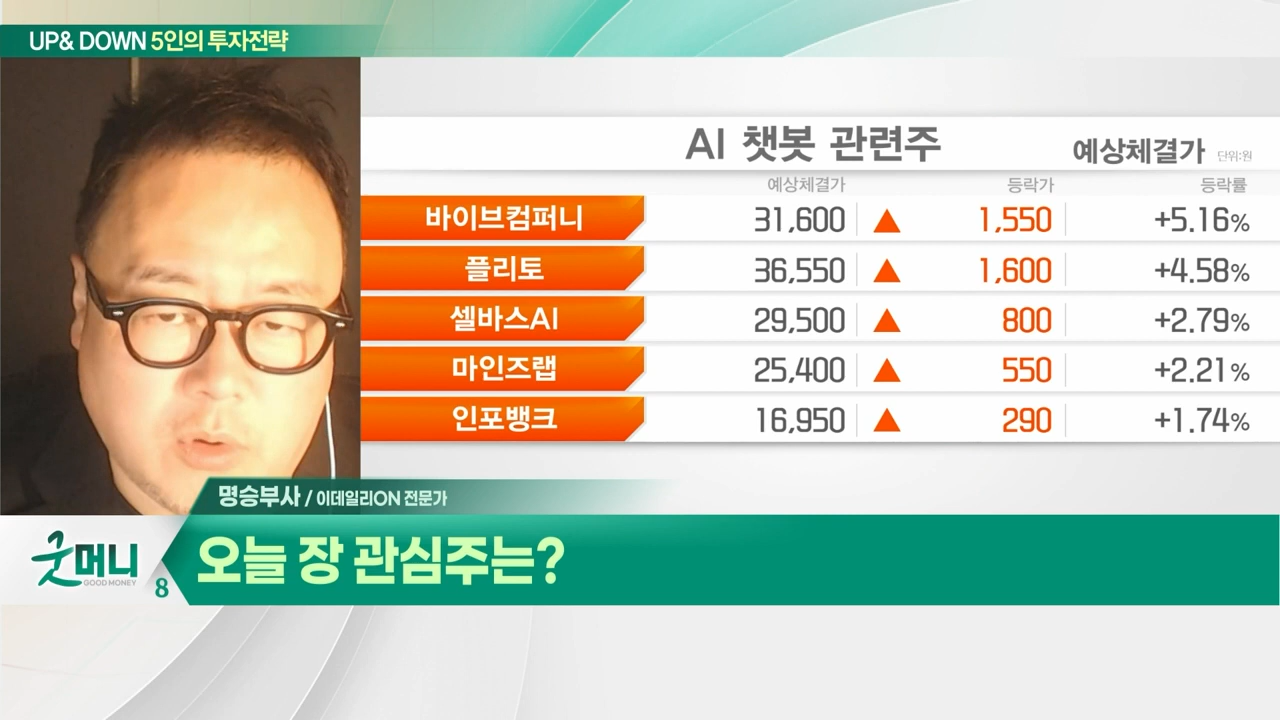 UP& DOWN 5인의 투자전략
AI 챗봇 관련주 예상체결가 단위:원
예상체결가 등락가 등락률
바이브컴퍼니 31,600 ▲ 1,550 +5.16%
플리토 36,550 ▲ 1,600 +4.58%
셀바스AI 29,500 ▲ 800 +2.79%
마인즈랩 25,400 ▲ 550 +2.21%
인포뱅크 16,950 ▲ 290 +1.74%
명승부사 / 이데일리ON 전문가
굿머니
GOOD MONEY
8
오늘 장 관심주는?